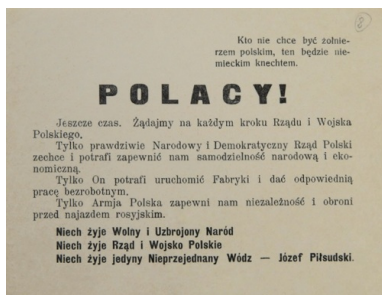 8
Kto nie chce być żołnie-
rzem polskim, ten będzie nie-
mieckim knechtem.
POLACY!
Jeszcze czas. Żądajmy na każdym kroku Rządu i Wojska
Polskiego.
Tylko prawdziwie Narodowy i Demokratyczny Rząd Polski
zechce i potrafi zapewnić nam samodzielność narodową i eko-
nomiczną.
Tylko On potrafi uruchomić Fabryki i dać odpowiednią
pracę bezrobotnym.
Tylko Armja Polska zapewni nam niezależność i obroni
przed najazdem rosyjskim.
Niech żyje Wolny i Uzbrojony Naród
Niech żyje Rząd i Wojsko Polskie
Niech żyje jedyny Nieprzejednany Wódz — Józef Piłsudski.